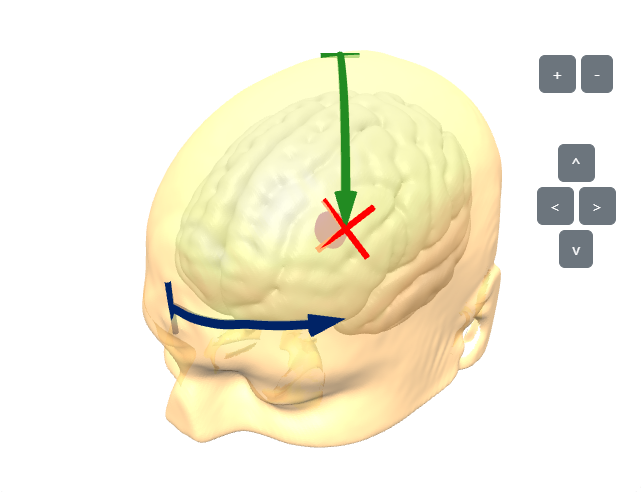 + -
^
< >
v